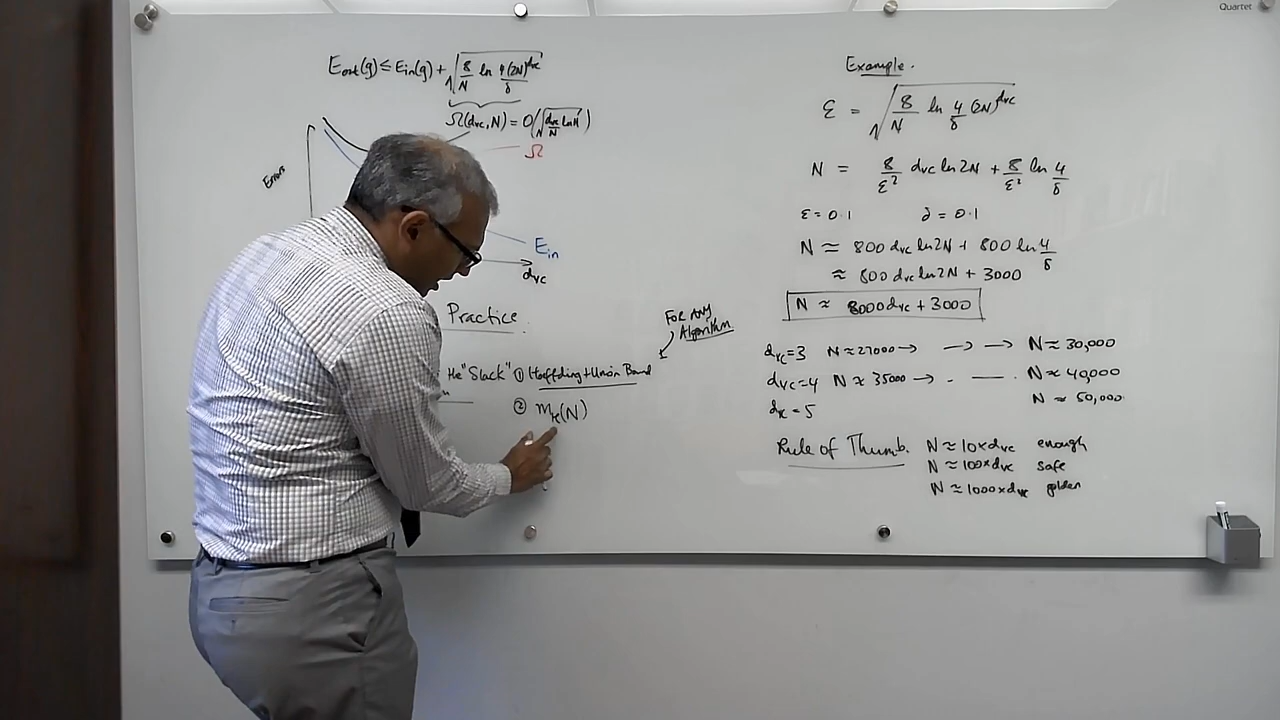 Quartet
Eout(g) ≤ Ein(g) + √(8/N ln 4(2N)^dvc/δ)
Ω(dvc, N) = O(√(dvc/N ln N))
Ω
Errors
Ein
dvc
Practice.
the "Slack" ① Hoeffding + Union Bound
② mH(N)
FOR ANY
Algorithm.
Example.
ε = √(8/N ln 4/δ (2N)^dvc)
N = 8/ε² dvc ln 2N + 8/ε² ln 4/δ
ε = 0.1 δ = 0.1
N ≈ 800 dvc ln 2N + 800 ln 4/δ
≈ 800 dvc ln 2N + 3000
N ≈ 8000 dvc + 3000
dvc = 3 N ≈ 27000 → → → N ≈ 30,000
dvc = 4 N ≈ 35000 → . — . N ≈ 40,000
dvc = 5 N ≈ 50,000
Rule of Thumb. N ≈ 10×dvc enough
N ≈ 100×dvc safe
N ≈ 1000×dvc golden